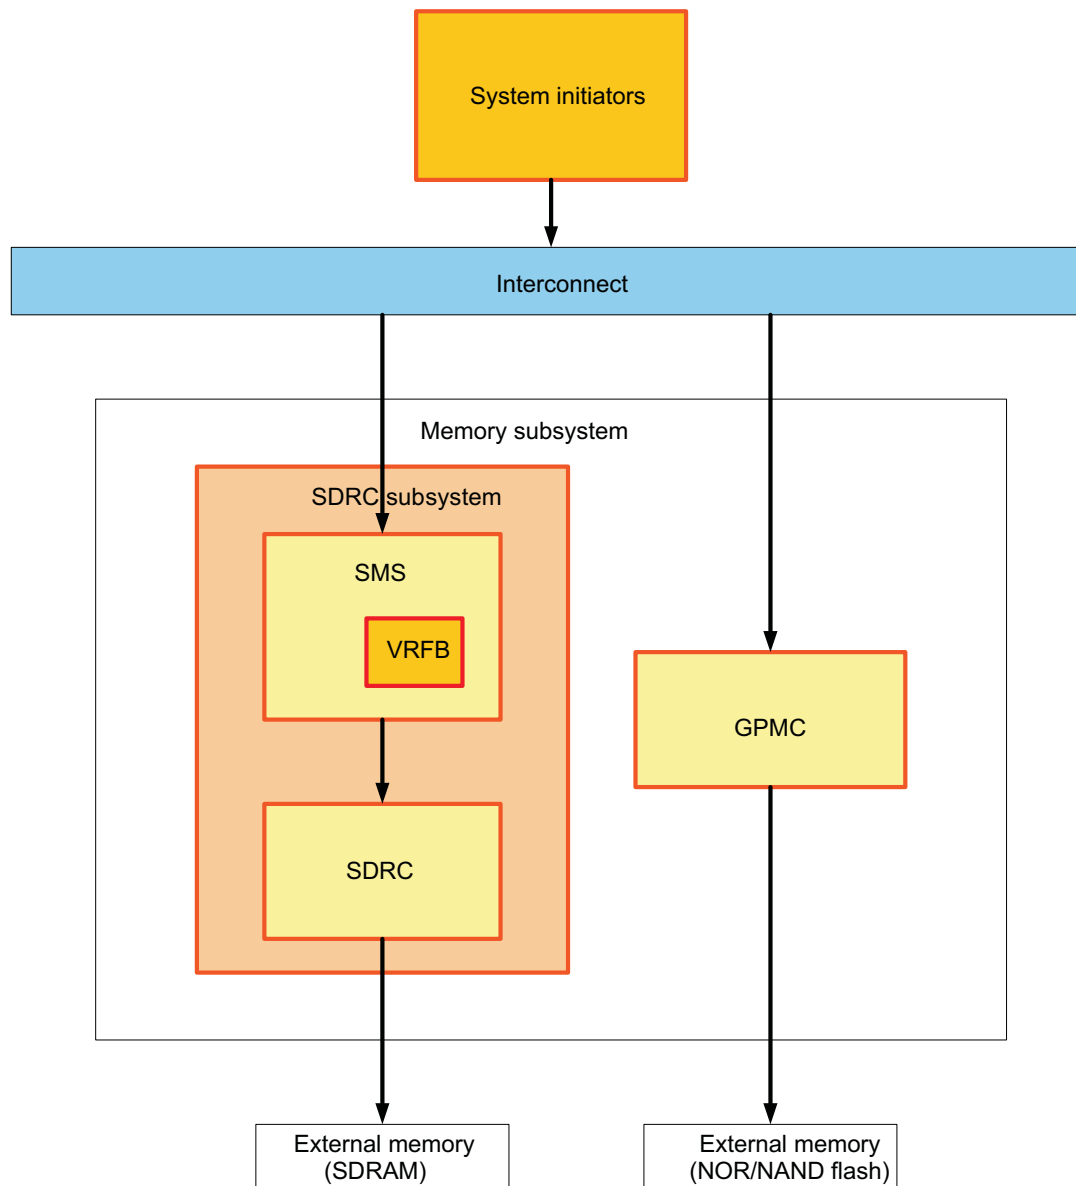 System initiators
Interconnect
Memory subsystem
SDRC subsystem
SMS
VRFB
GPMC
SDRC
External memory
(SDRAM)
External memory
(NOR/NAND flash)